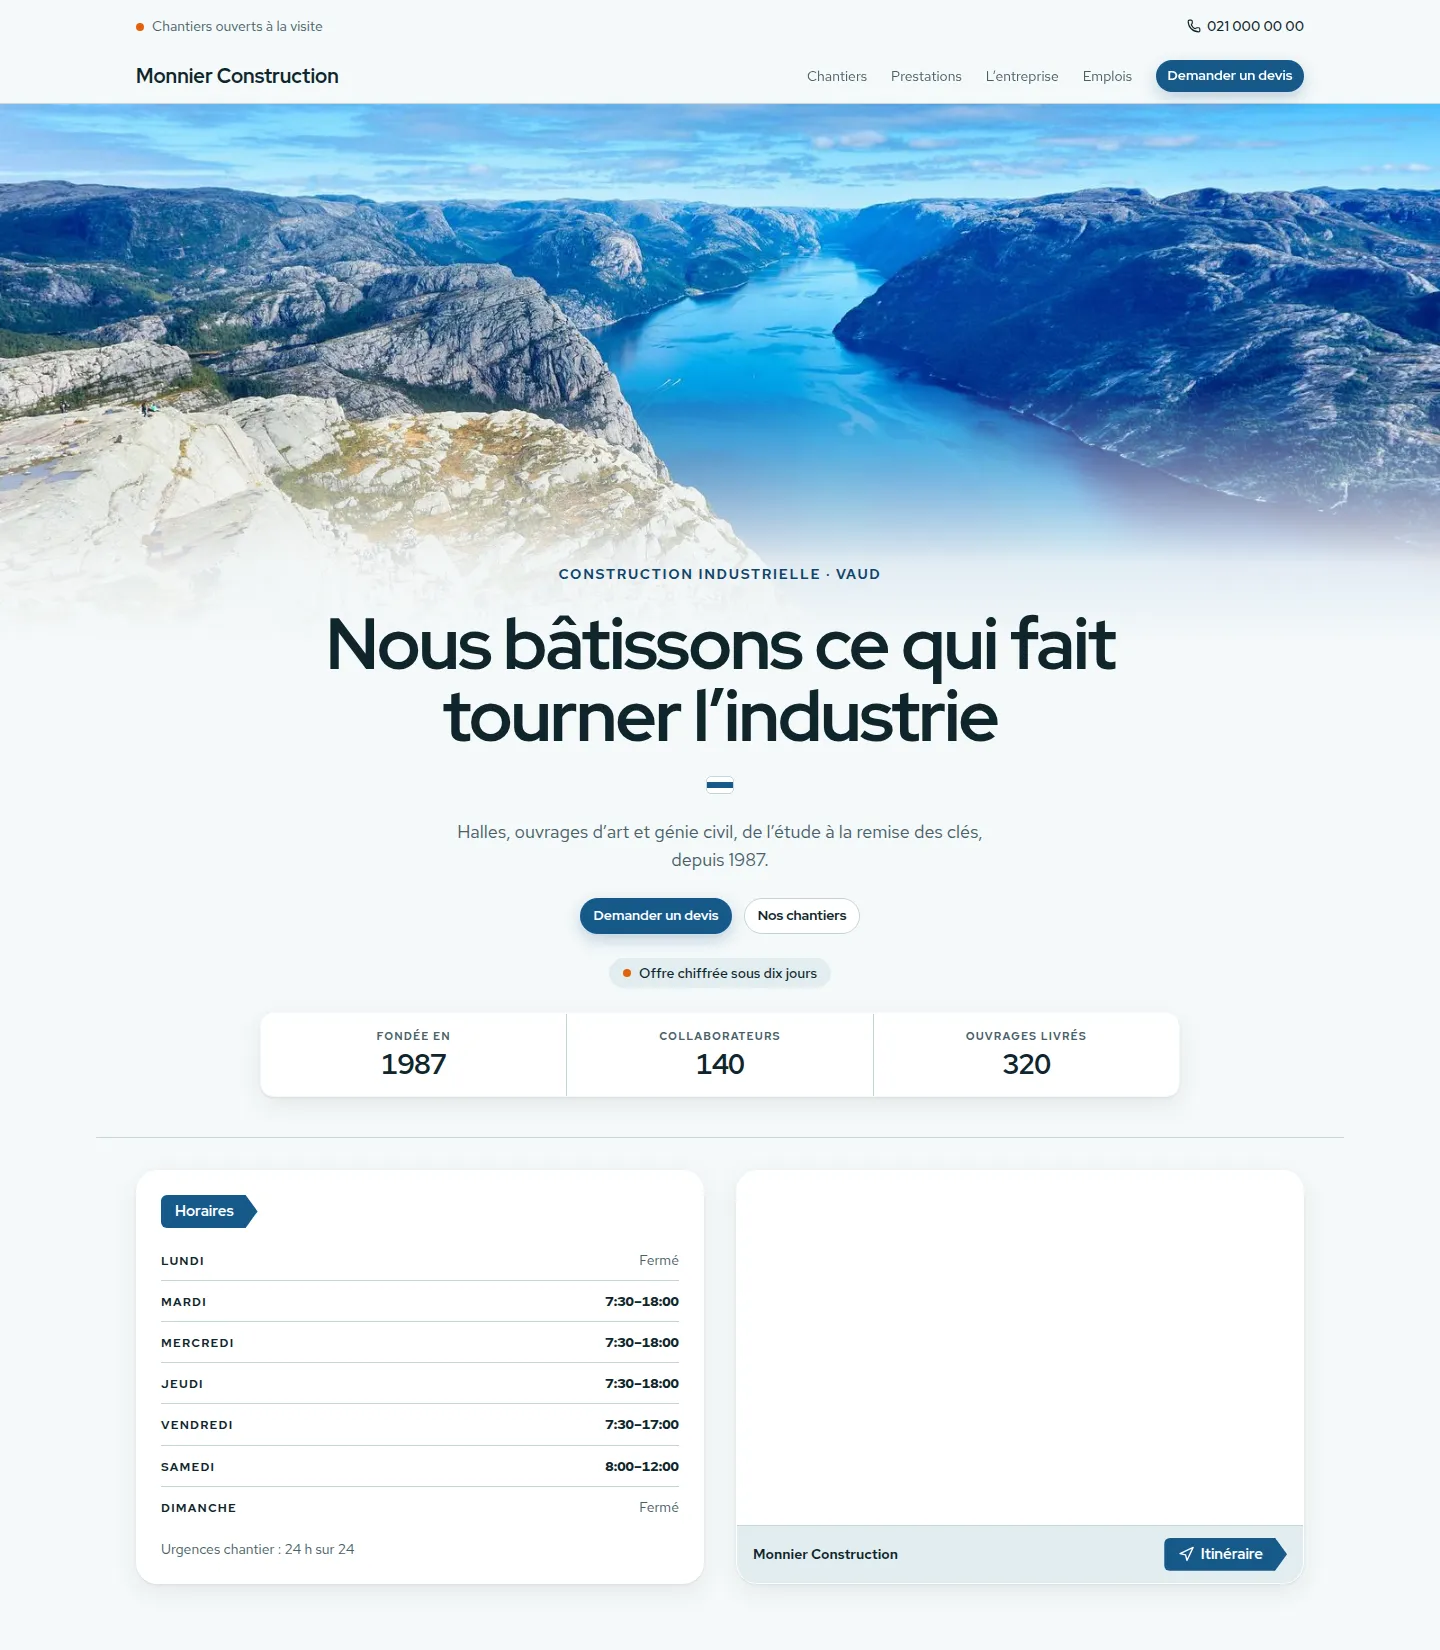 Chantiers ouverts à la visite
021 000 00 00
Monnier Construction
Chantiers
Prestations
L’entreprise
Emplois
Demander un devis
CONSTRUCTION INDUSTRIELLE · VAUD
Nous bâtissons ce qui fait
tourner l’industrie
Halles, ouvrages d’art et génie civil, de l’étude à la remise des clés,
depuis 1987.
Demander un devis
Nos chantiers
Offre chiffrée sous dix jours
FONDÉE EN
1987
COLLABORATEURS
140
OUVRAGES LIVRÉS
320
Horaires
LUNDI Fermé
MARDI 7:30–18:00
MERCREDI 7:30–18:00
JEUDI 7:30–18:00
VENDREDI 7:30–17:00
SAMEDI 8:00–12:00
DIMANCHE Fermé
Urgences chantier : 24 h sur 24
Monnier Construction
Itinéraire